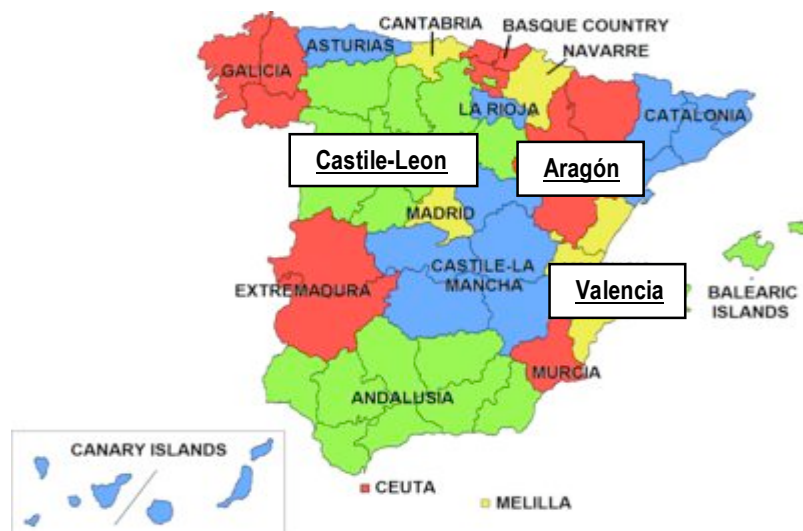 CANTABRIA
BASQUE COUNTRY
ASTURIAS
NAVARRE
GALICIA
LA RIOJA
CATALONIA
Castile-Leon
Aragón
MADRID
CASTILE-LA
MANCHA
EXTREMADURA
Valencia
BALEARIC
ISLANDS
MURCIA
ANDALUSIA
CANARY ISLANDS
CEUTA
MELILLA